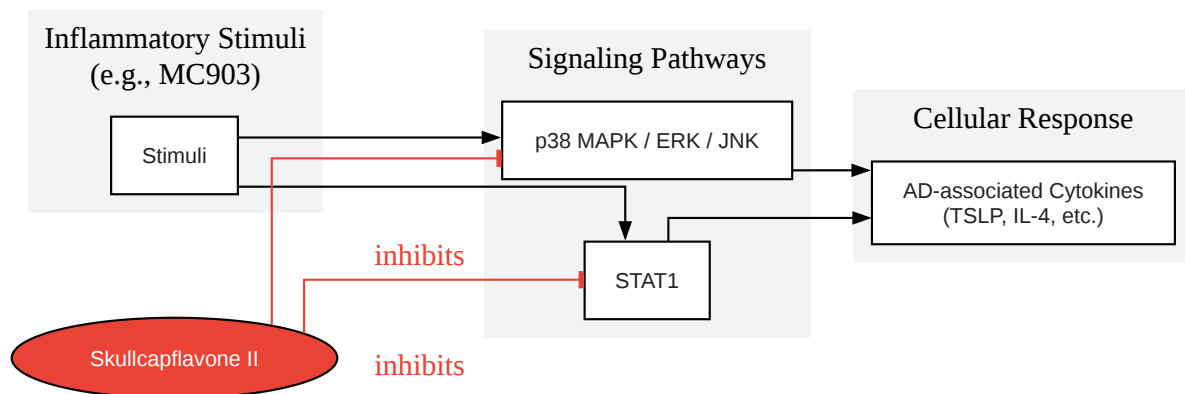 Inflammatory Stimuli
(e.g., MC903)
Stimuli
Signaling Pathways
p38 MAPK / ERK / JNK
STAT1
Cellular Response
AD-associated Cytokines
(TSLP, IL-4, etc.)
inhibits
Skullcapflavone II
inhibits